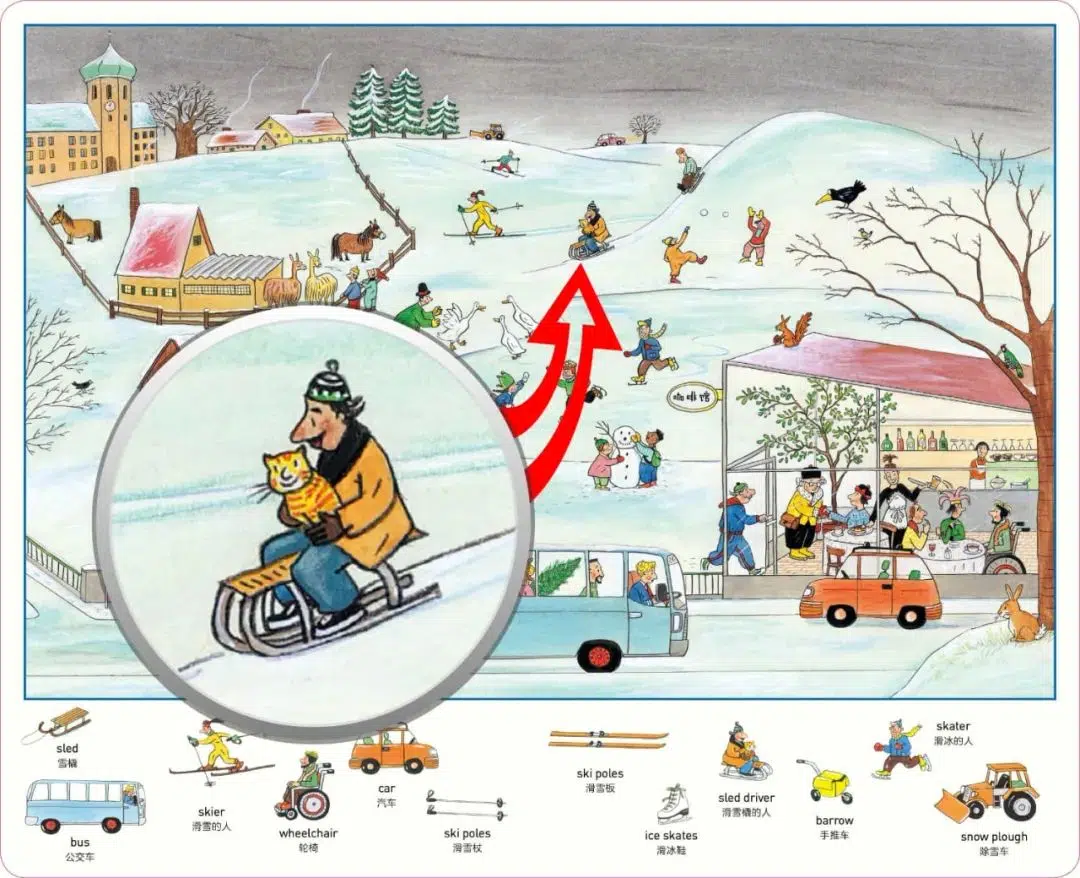 咖啡馆
sled
雪橇
bus
公交车
skier
滑雪的人
wheelchair
轮椅
car
汽车
ski poles
滑雪杖
ski poles
滑雪板
ice skates
滑冰鞋
sled driver
滑雪橇的人
barrow
手推车
skater
滑冰的人
snow plough
除雪车